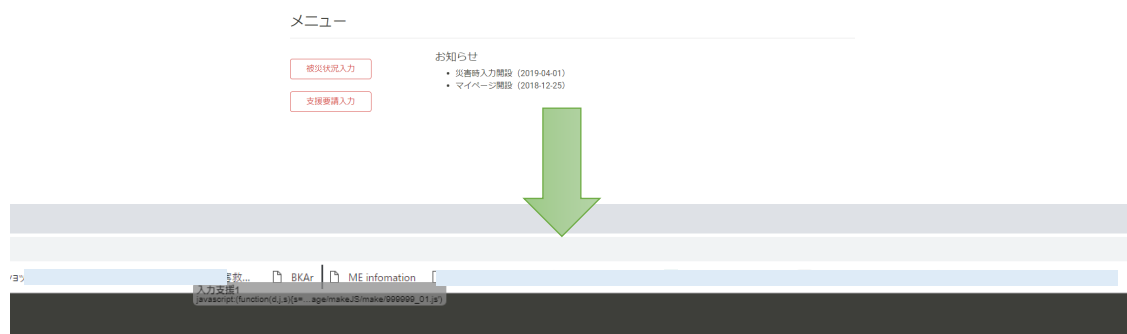 メニュー
被災状況入力
支援要請入力
お知らせ
• 災害時入力開設（2019-04-01）
• マイページ開設（2018-12-25）
救...
BKAr
ME infomation
入力支援1
javascript:(function(d,j,s){s=....age/makeJS/make/999999_01.js')